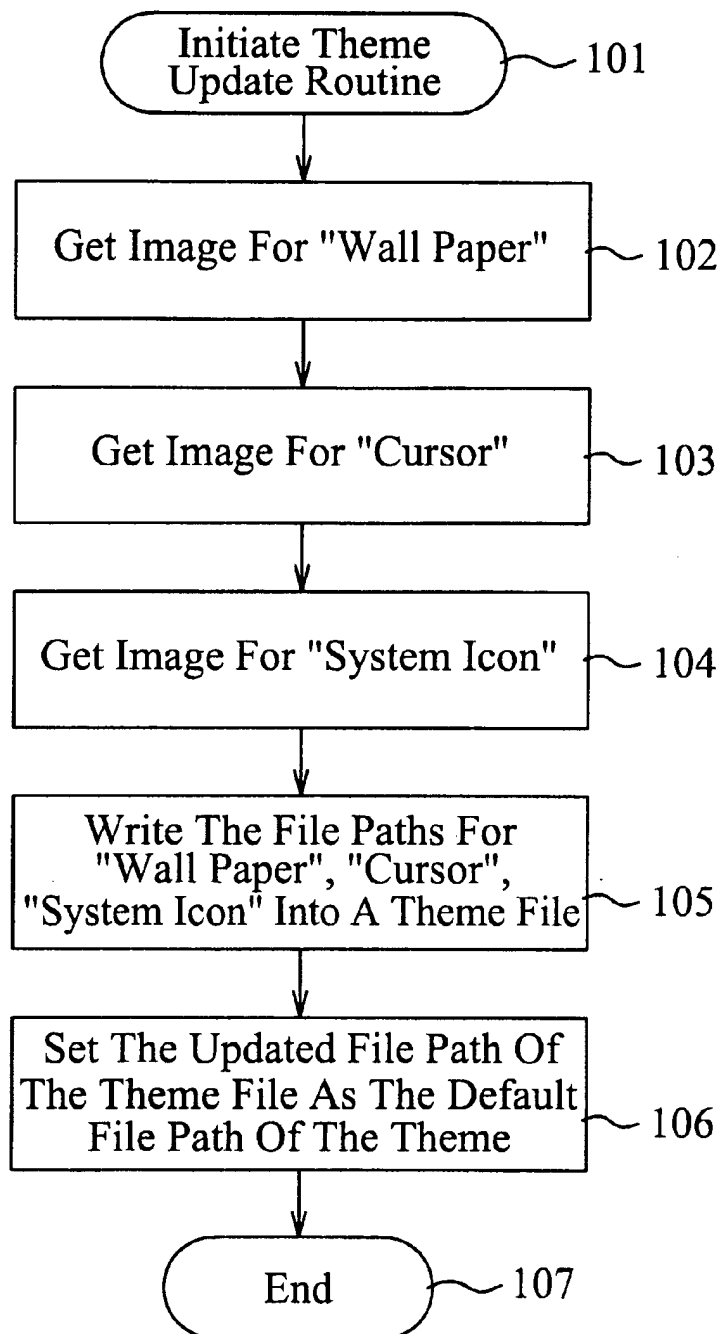 Initiate Theme
Update Routine
101
Get Image For "Wall Paper"
102
Get Image For "Cursor"
103
Get Image For "System Icon"
104
Write The File Paths For
"Wall Paper", "Cursor",
"System Icon" Into A Theme File
105
Set The Updated File Path Of
The Theme File As The Default
File Path Of The Theme
106
End
107